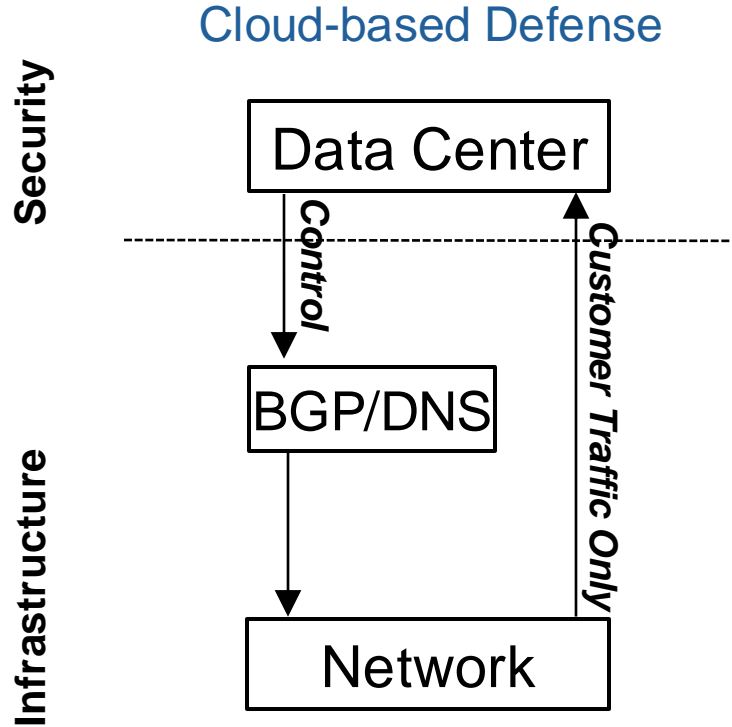 Cloud-based Defense
Security
Data Center
Control
Customer Traffic Only
BGP/DNS
Infrastructure
Network